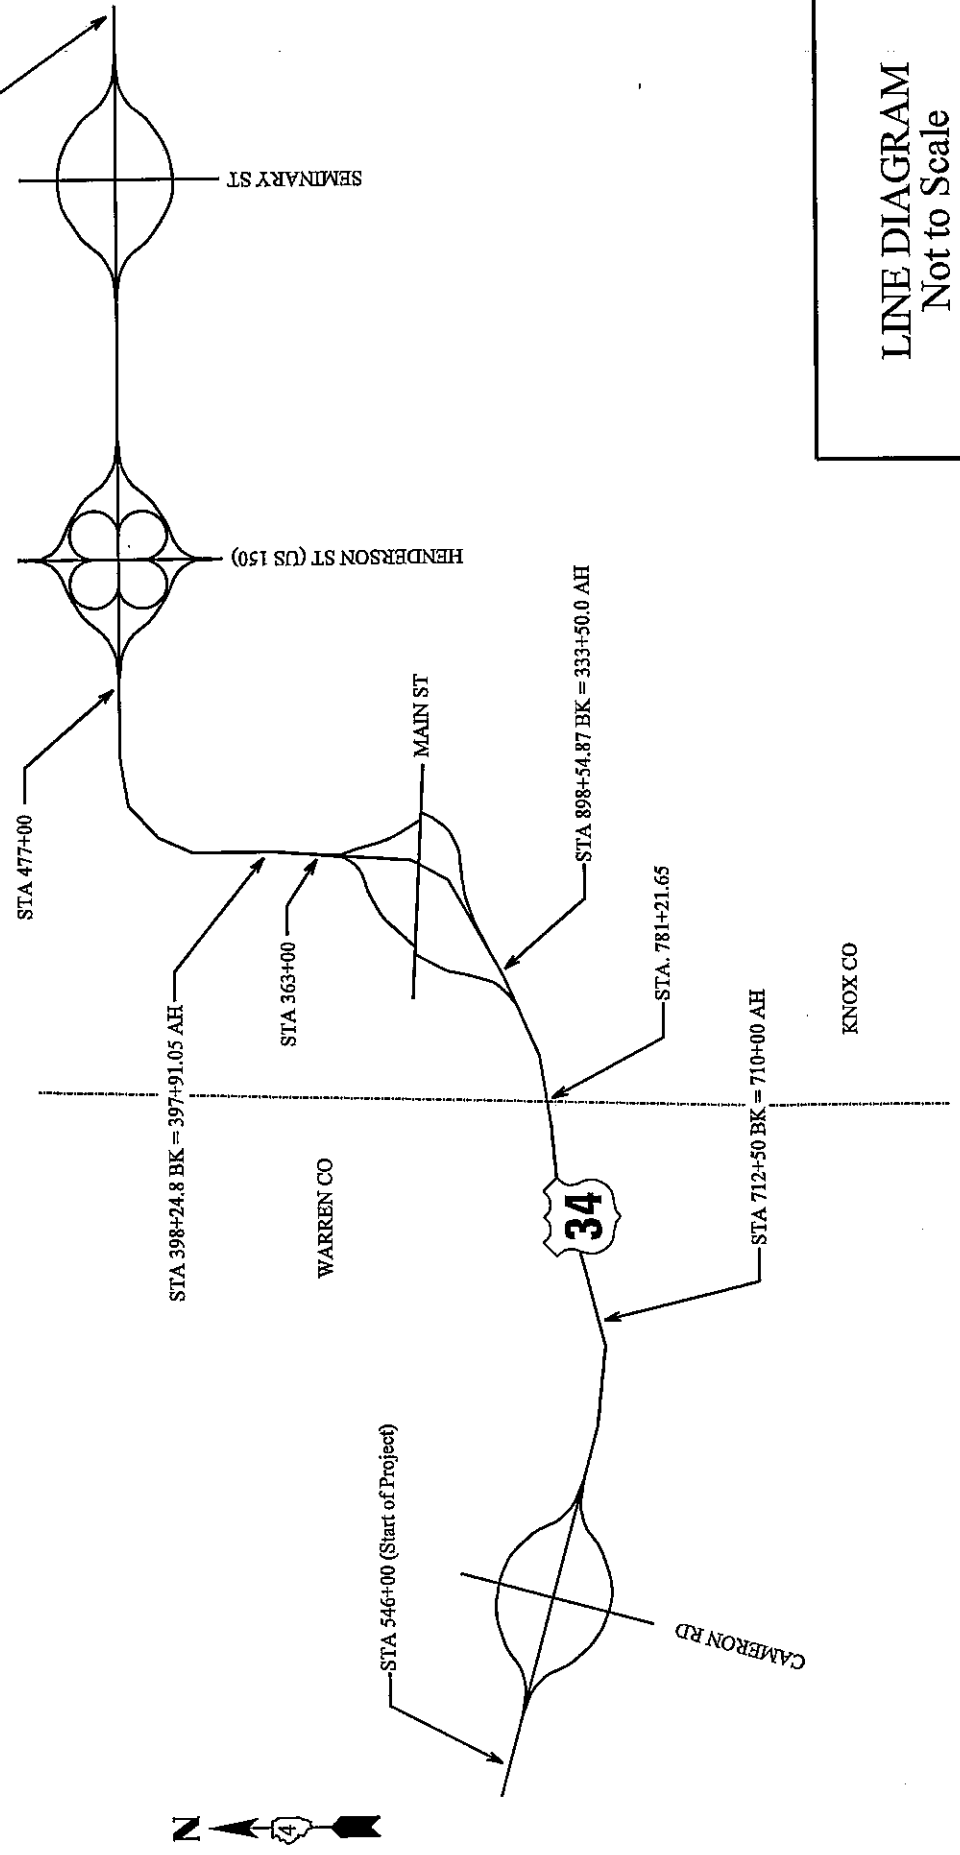 SEMINARY ST
HENDERSON ST (US 150)
STA 477+00
MAIN ST
STA 898+54.87 BK = 333+50.0 AH
STA 363+00
STA 398+24.8 BK = 397+91.05 AH
STA. 781+21.65
KNOX CO
WARREN CO
STA 712+50 BK = 710+00 AH
34
STA 546+00 (Start of Project)
CAMERON RD
N
4
LINE DIAGRAM
Not to Scale